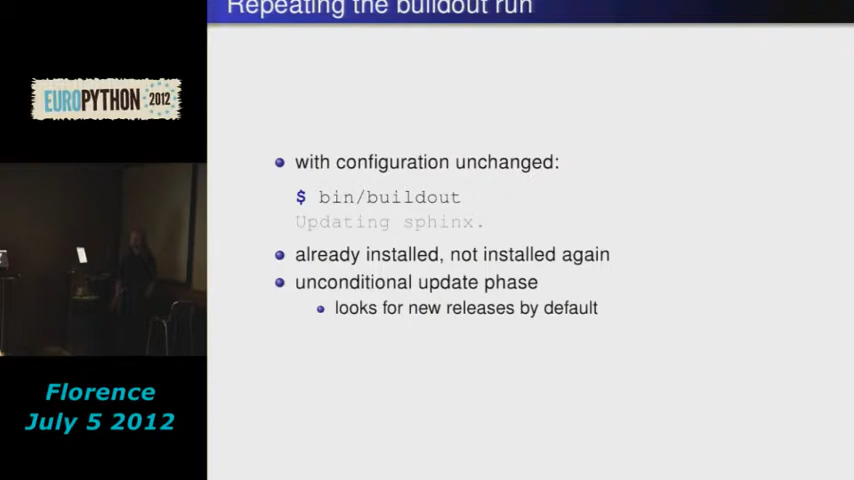 Repeating the buildout run
EUROPYTHON 2012
with configuration unchanged:
$ bin/buildout
Updating sphinx.
already installed, not installed again
unconditional update phase
looks for new releases by default
Florence
July 5 2012